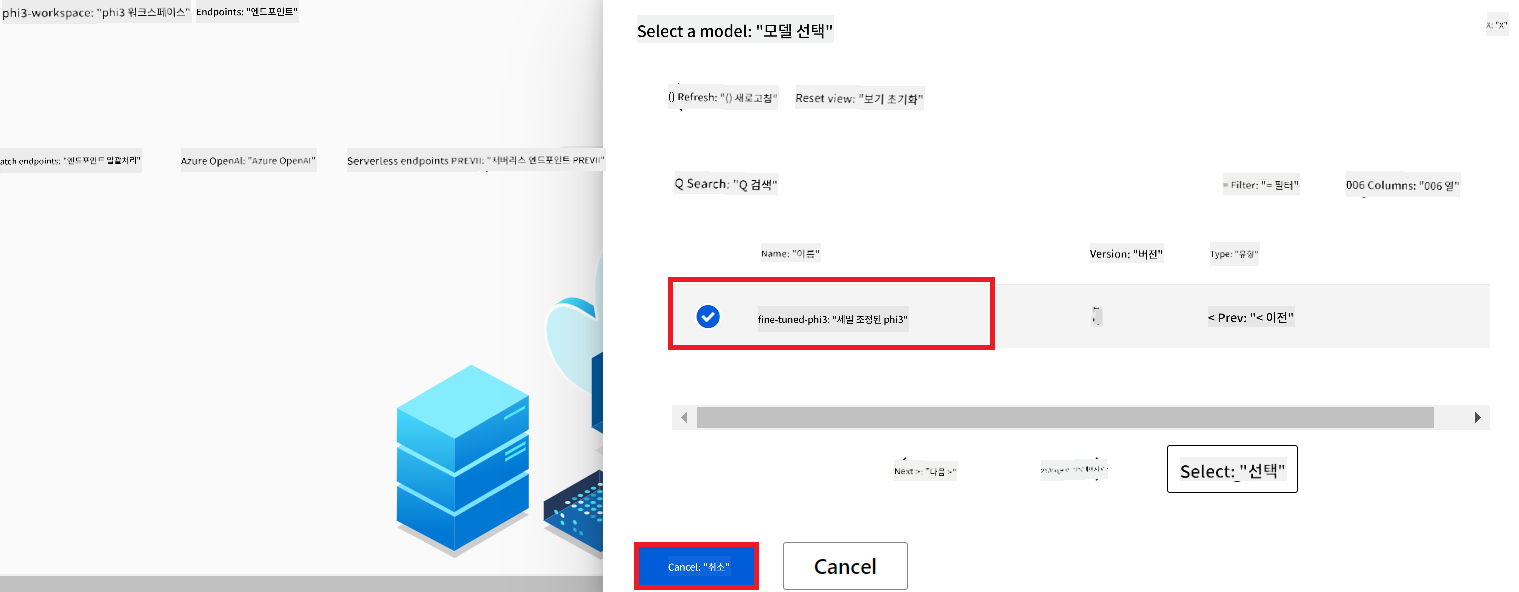 phi3-workspace: "phi3 워크스페이스" Endpoints: "엔드포인트"
Select a model: "모델 선택"
X: "X"
() Refresh: "() 새로고침" Reset view: "보기 초기화"
atch endpoints: "엔드포인트 일괄처리" Azure OpenAI: "Azure OpenAI" Serverless endpoints PREVII: "서버리스 엔드포인트 PREVII"
Q Search: "Q 검색" = Filter: "= 필터" 006 Columns: "006 열"
Name: "이름" Version: "버전" Type: "유형"
fine-tuned-phi3: "세밀 조정된 phi3" < Prev: "< 이전"
Next >: "다음 >" Select: "선택"
Cancel: "취소" Cancel